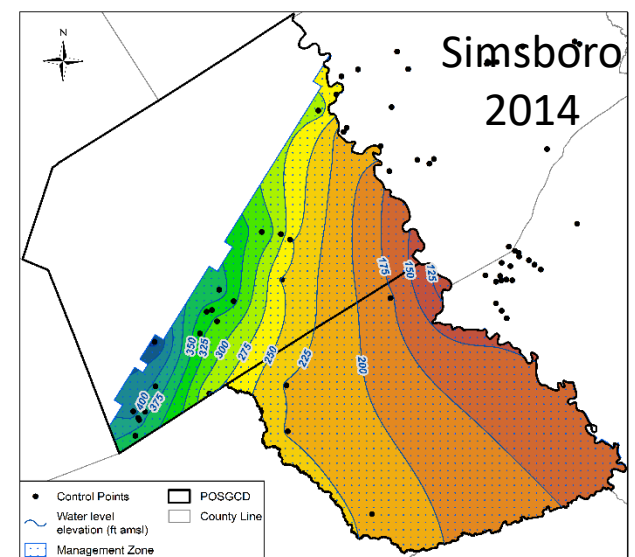 N
Simsboro
2014
175
150
125
350
325
300
275
250
225
200
400
375
Control Points
POSGCD
Water level
elevation (ft amsl)
County Line
Management Zone